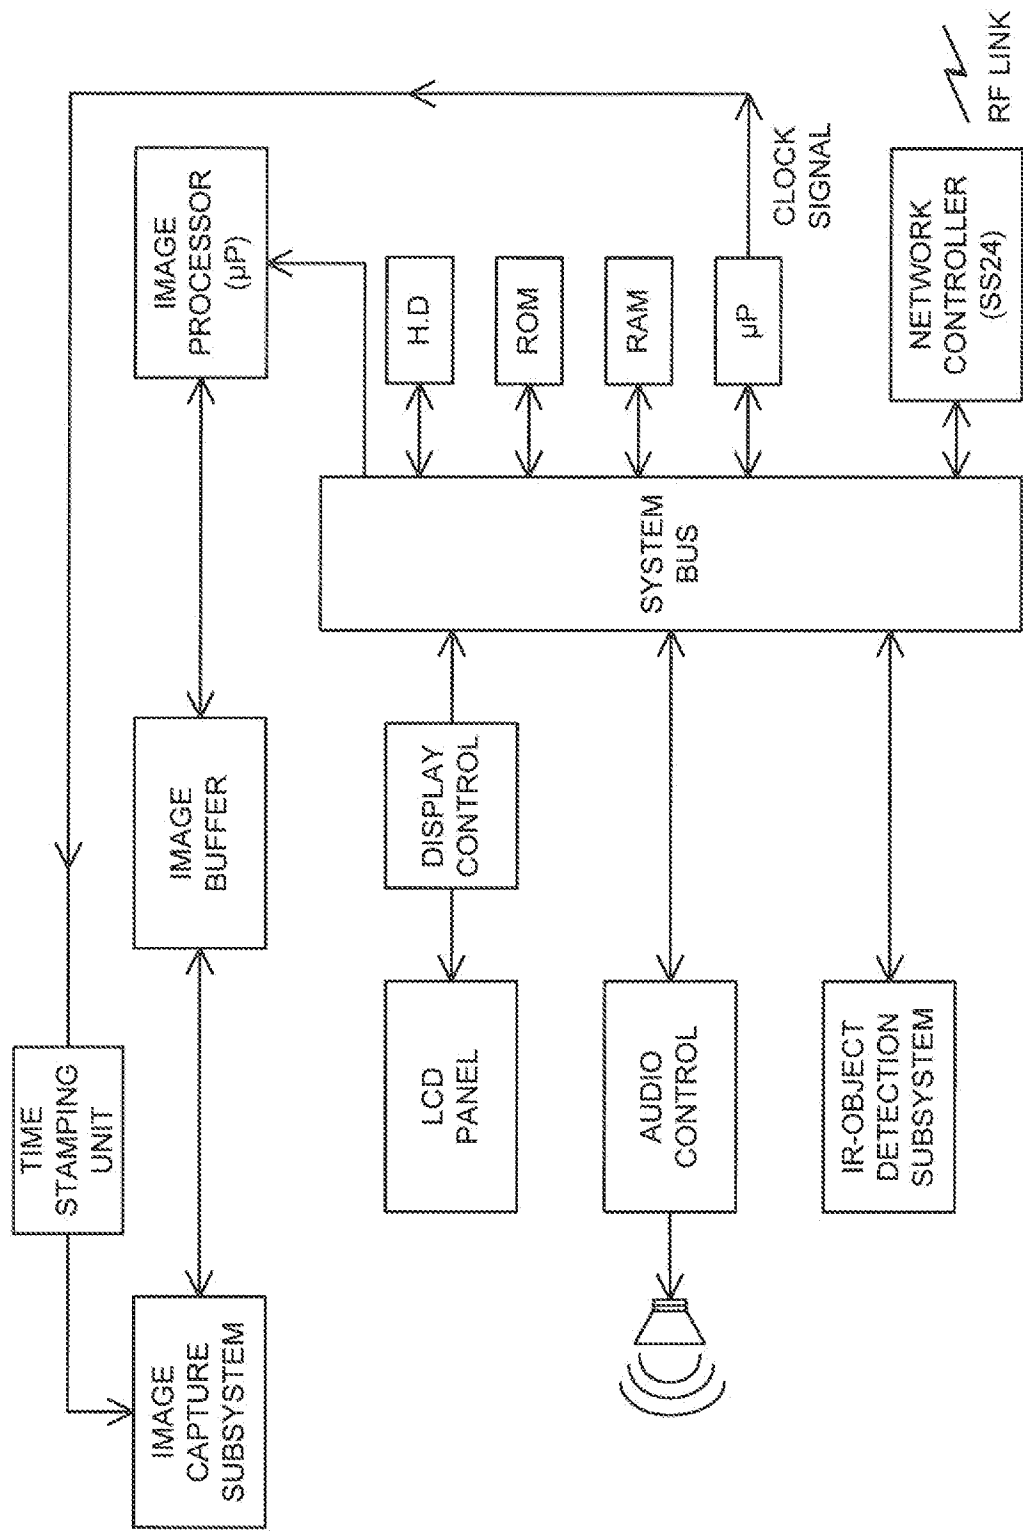 TIME
STAMPING
UNIT
IMAGE
CAPTURE
SUBSYSTEM
IMAGE
BUFFER
IMAGE
PROCESSOR
(µP)
LCD
PANEL
DISPLAY
CONTROL
H.D
ROM
RAM
µP
CLOCK
SIGNAL
SYSTEM
BUS
AUDIO
CONTROL
IR-OBJECT
DETECTION
SUBSYSTEM
NETWORK
CONTROLLER
(SS24)
RF LINK